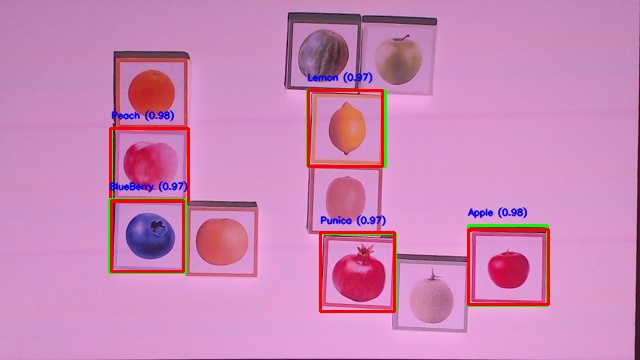 Lemon (0.97)
Peach (0.98)
BlueBerry (0.97)
Punica (0.97)
Apple (0.98)